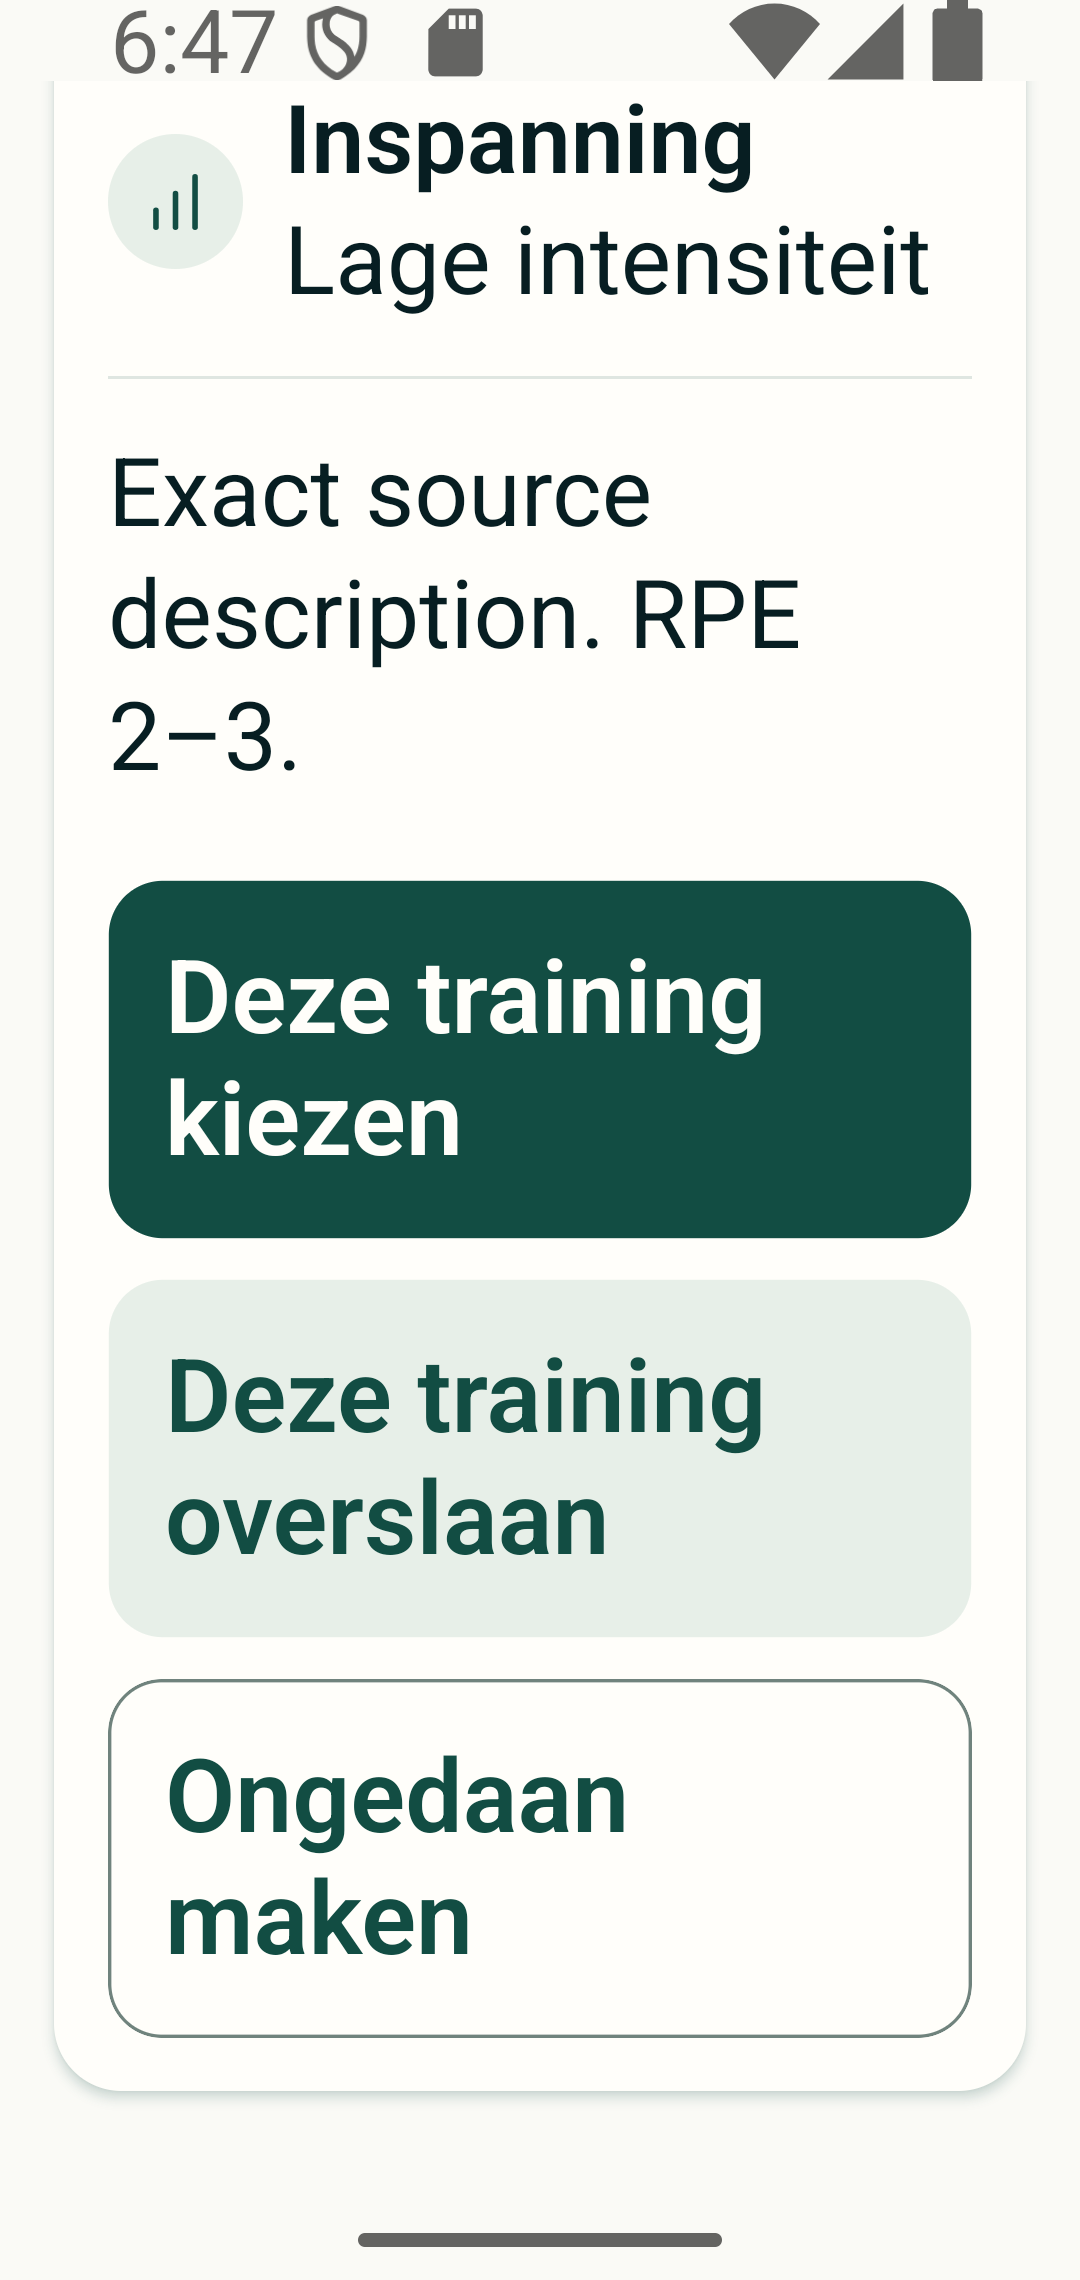 6:47
Inspanning
Lage intensiteit
Exact source
description. RPE
2–3.
Deze training
kiezen
Deze training
overslaan
Ongedaan
maken